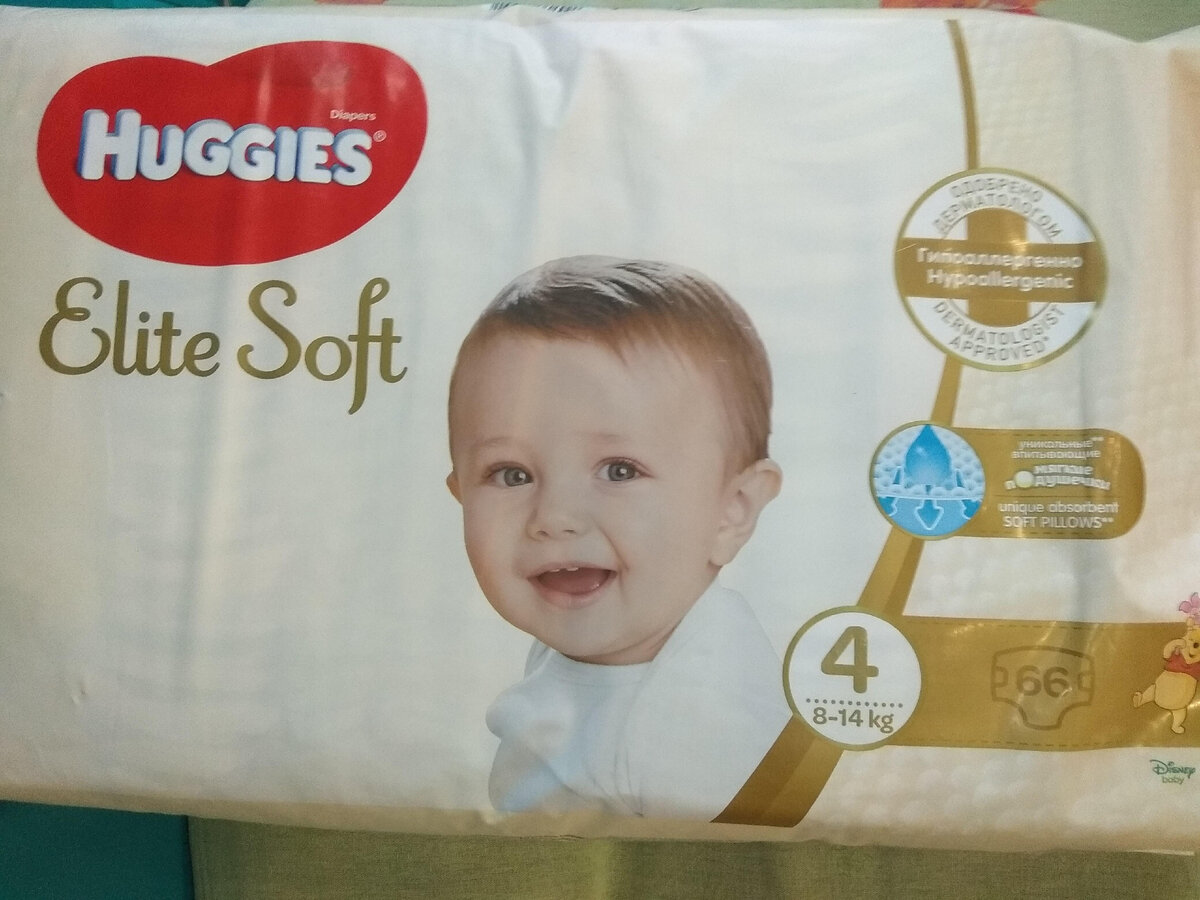 Diapers
HUGGIES®
Elite Soft
ОДОБРЕНО
ДЕРМАТОЛОГОМ
Гипоаллергенно
Hypoallergenic
DERMATOLOGIST
APPROVED*
уникальные**
впитывающие
мягкие
подушечки
unique absorbent
SOFT PILLOWS**
4
8-14 kg
66
Disney
baby